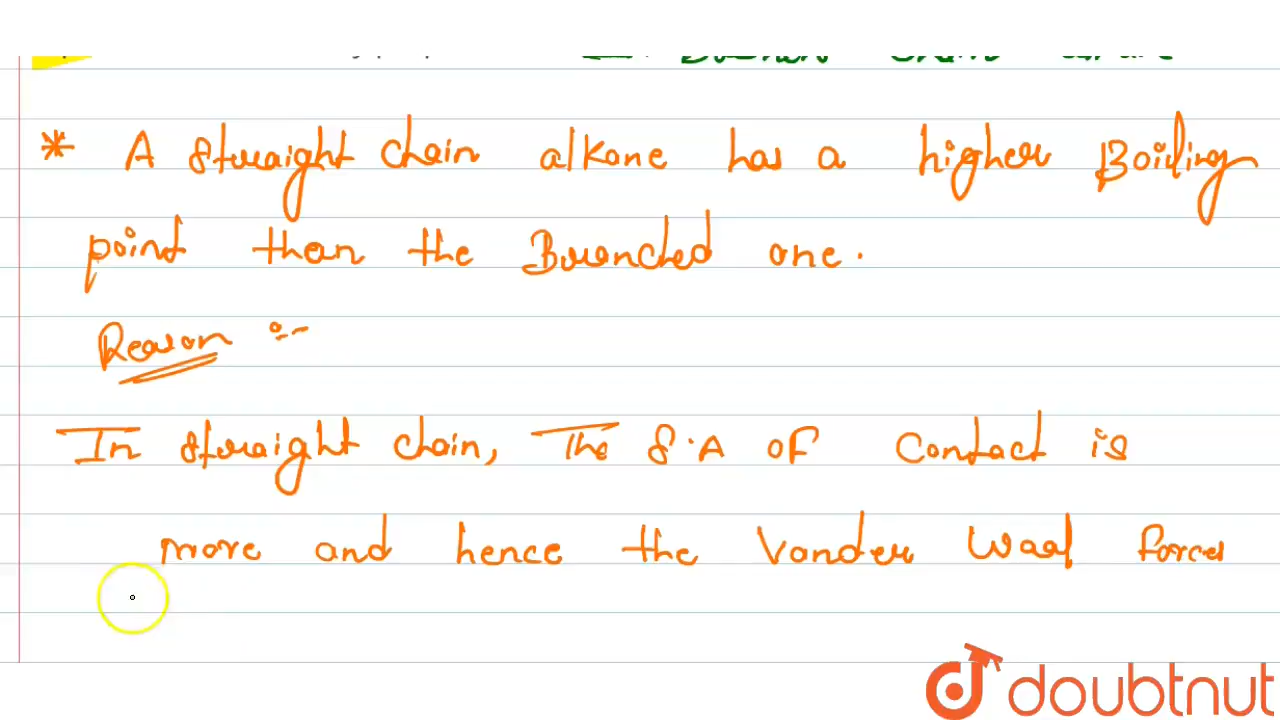 * A straight chain alkane has a higher Boiling
point than the Branched one.
Reason :-
In straight chain, The S.A OF Contact is
more and hence the Vander Waal forces
doubtnut